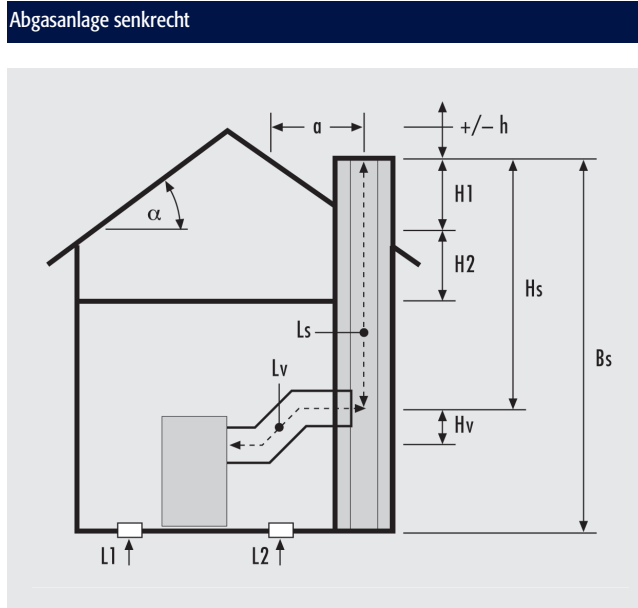 Abgasanlage senkrecht
a
+/– h
H1
α
H2
Hs
Ls
Bs
Lv
Hv
L1
L2